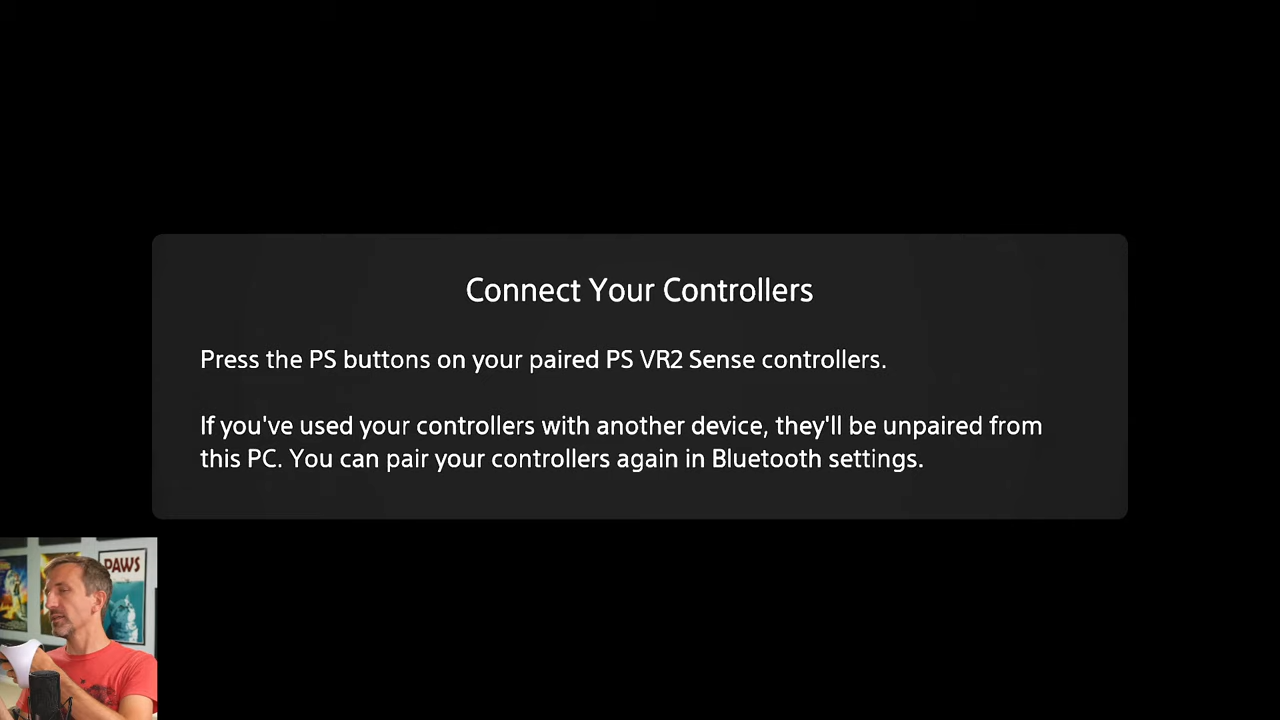 Connect Your Controllers
Press the PS buttons on your paired PS VR2 Sense controllers.
If you've used your controllers with another device, they'll be unpaired from
this PC. You can pair your controllers again in Bluetooth settings.
PAWS